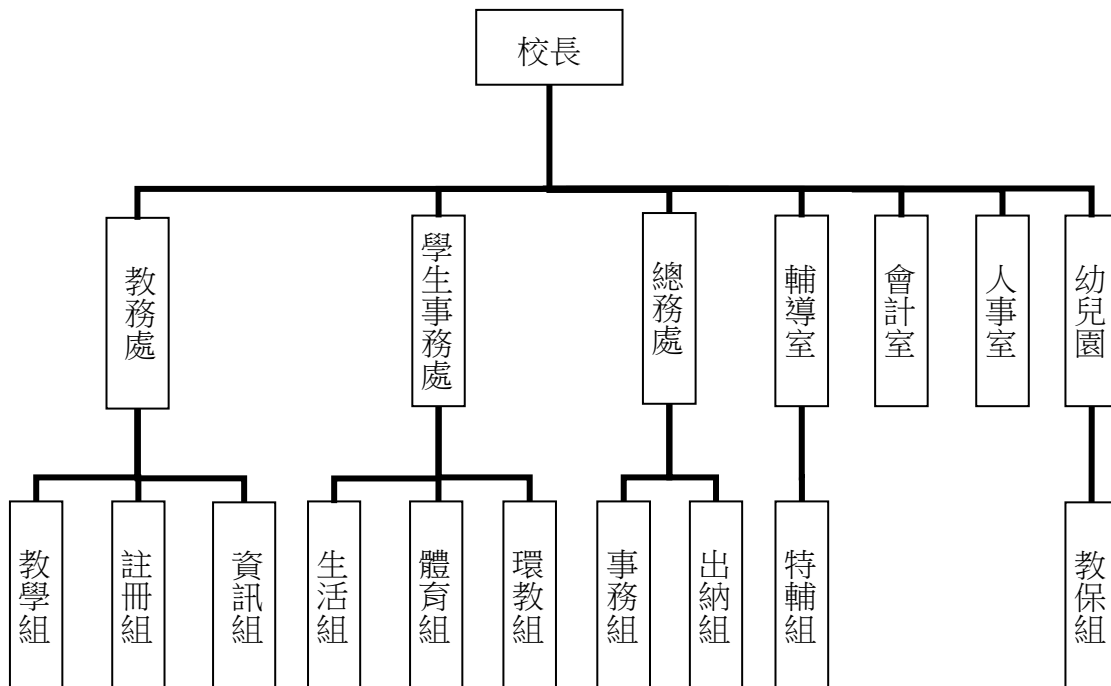 校長
教務處
學生事務處
總務處
輔導室
會計室
人事室
幼兒園
教學組
註冊組
資訊組
生活組
體育組
環教組
事務組
出納組
特輔組
教保組